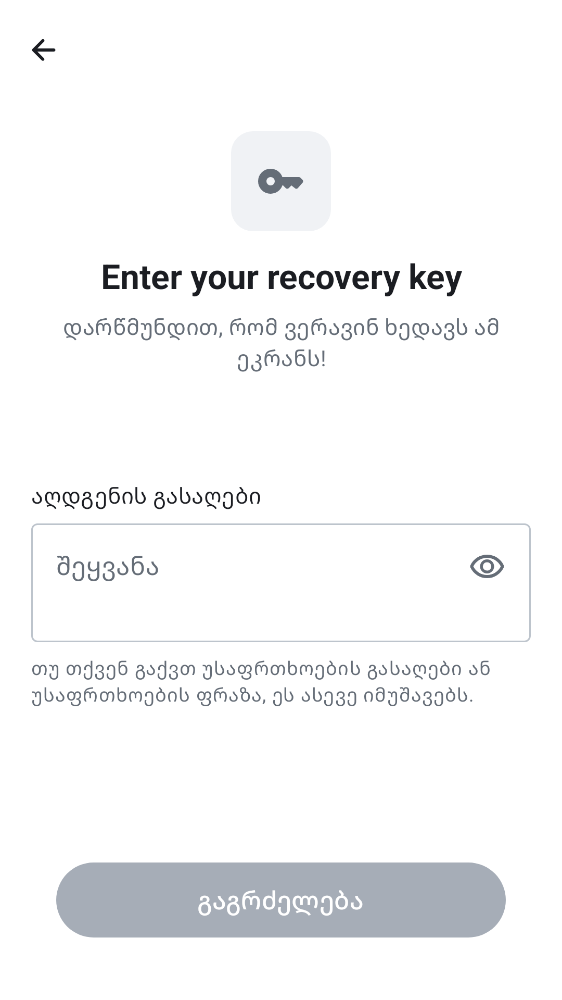 Enter your recovery key
დარწმუნდით, რომ ვერავინ ხედავს ამ
ეკრანს!
აღდგენის გასაღები
შეყვანა
თუ თქვენ გაქვთ უსაფრთხოების გასაღები ან
უსაფრთხოების ფრაზა, ეს ასევე იმუშავებს.
გაგრძელება